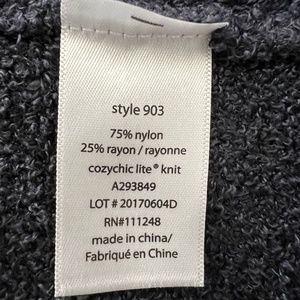 style 903
75% nylon
25% rayon / rayonne
cozychic lite® knit
A293849
LOT # 20170604D
RN#111248
made in china/
Fabriqué en Chine